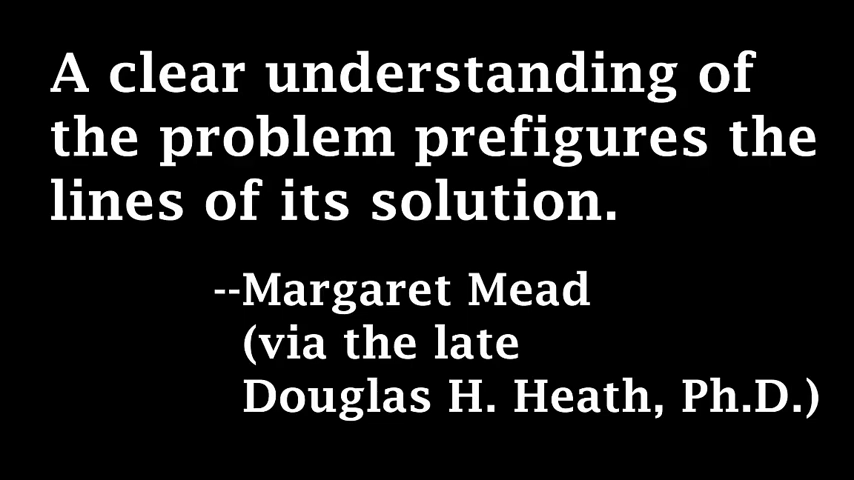 A clear understanding of
the problem prefigures the
lines of its solution.
--Margaret Mead
(via the late
Douglas H. Heath, Ph.D.)